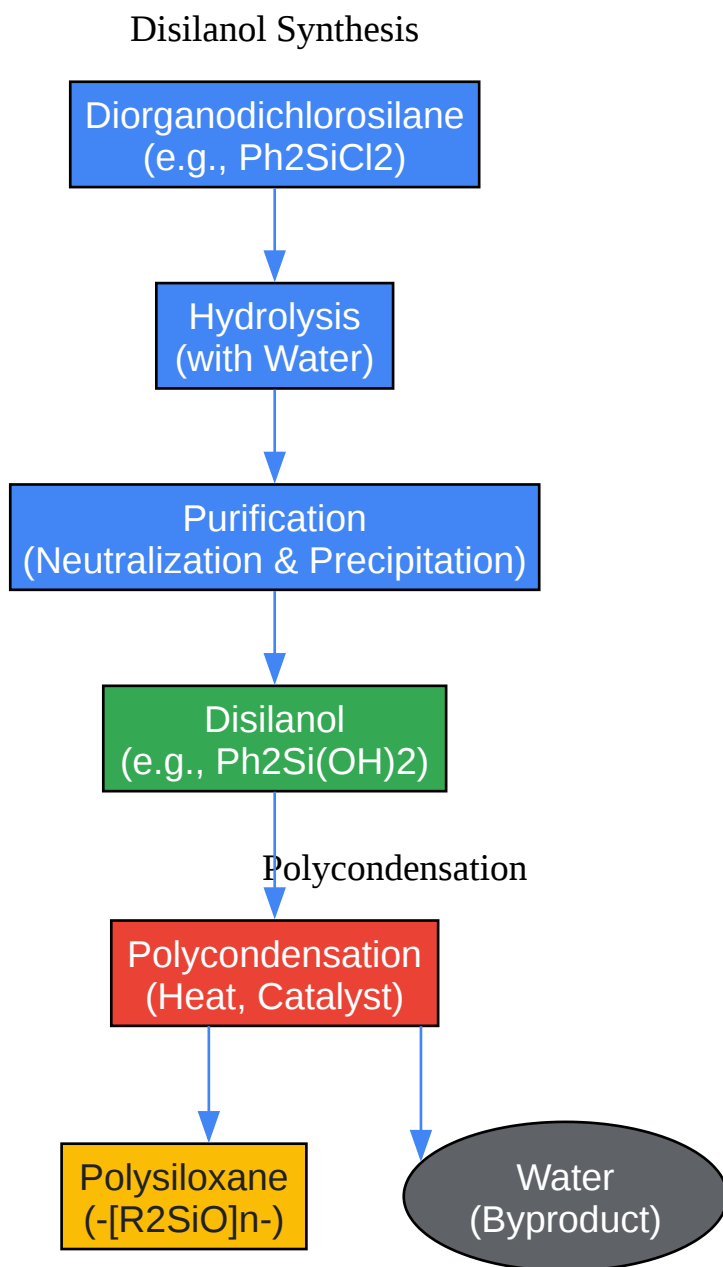 Disilanol Synthesis
Diorganodichlorosilane
(e.g., Ph2SiCl2)
Hydrolysis
(with Water)
Purification
(Neutralization & Precipitation)
Disilanol
(e.g., Ph2Si(OH)2)
Polycondensation
Polycondensation
(Heat, Catalyst)
Polysiloxane
(-[R2SiO]n-)
Water
(Byproduct)